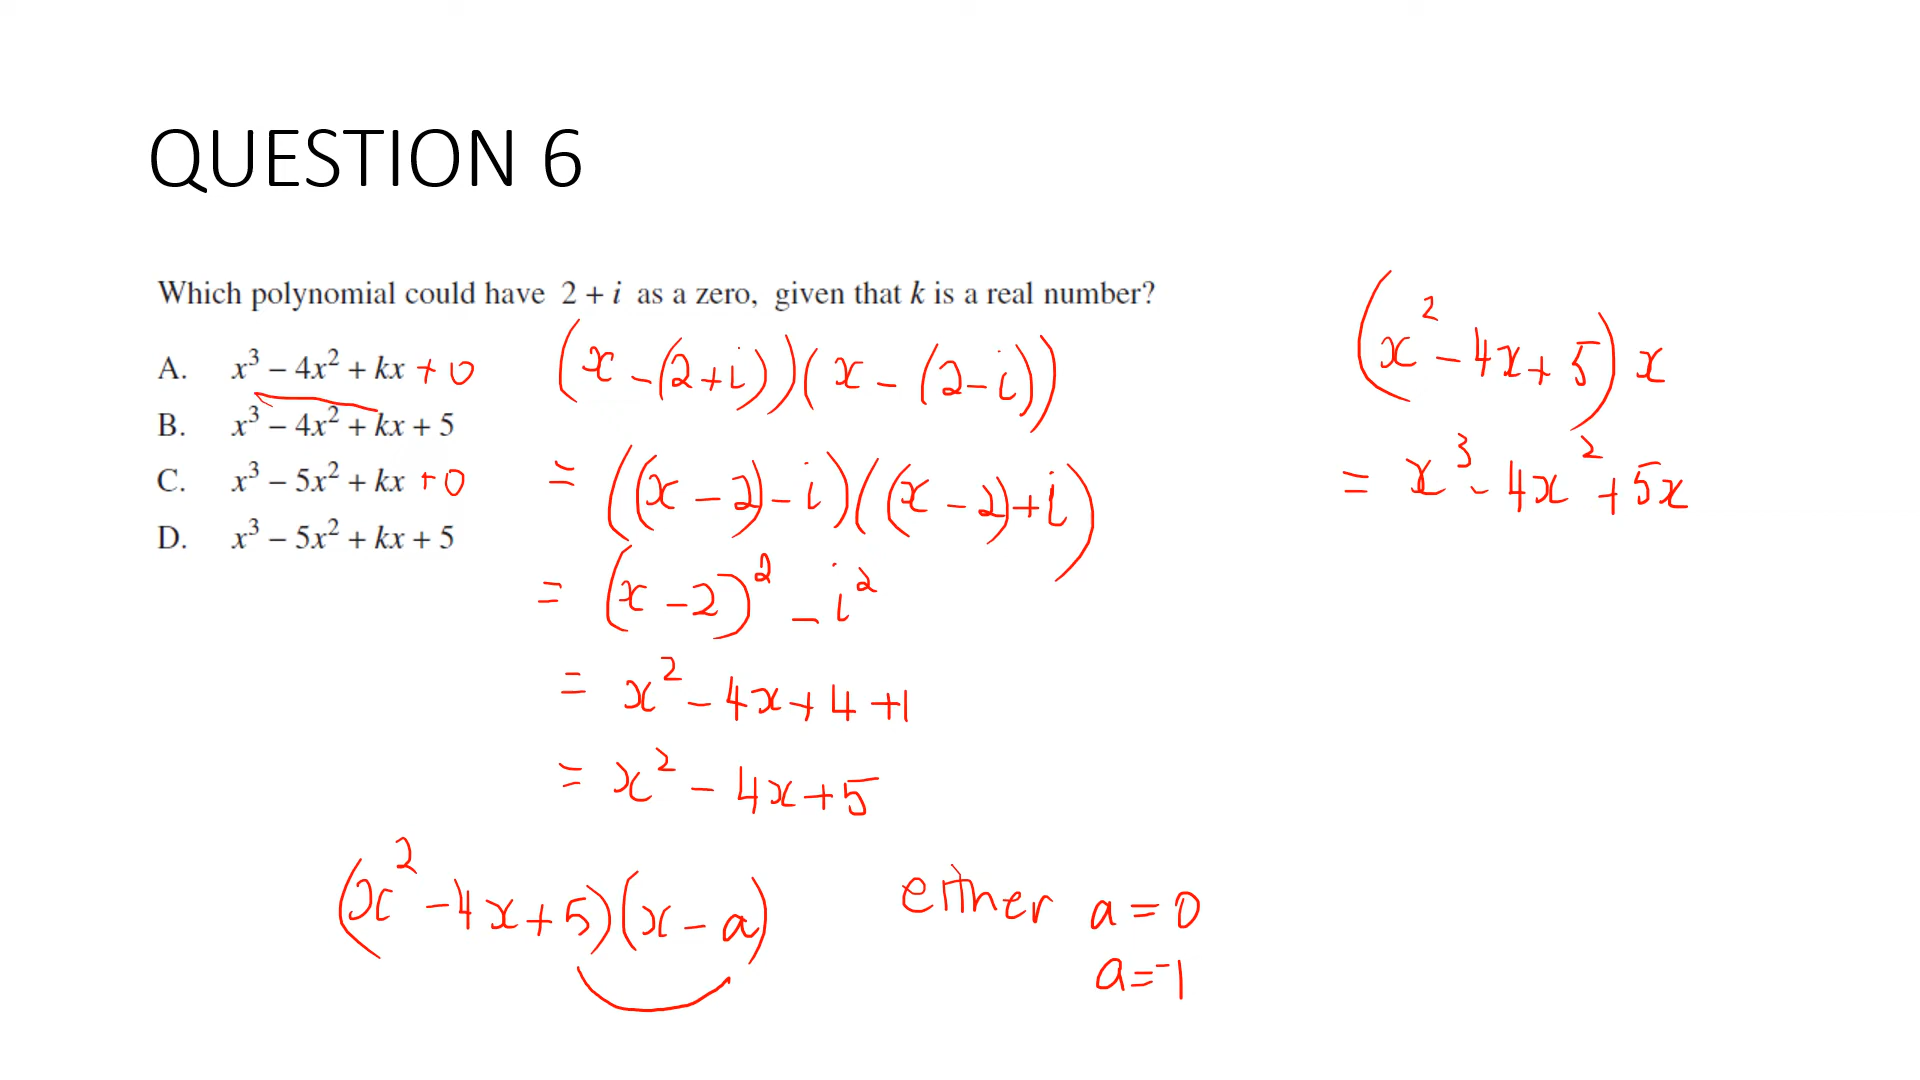 QUESTION 6
Which polynomial could have 2 + i as a zero, given that k is a real number?
A. x³ – 4x² + kx + 0
B. x³ – 4x² + kx + 5
C. x³ – 5x² + kx + 0
D. x³ – 5x² + kx + 5
(x – (2+i))(x – (2–i))
= ((x – 2) – i)((x – 2) + i)
= (x – 2)² – i²
= x² – 4x + 4 + 1
= x² – 4x + 5
(x² – 4x + 5)(x – a)
either a = 0
a = -1
(x² – 4x + 5) x
= x³ – 4x² + 5x